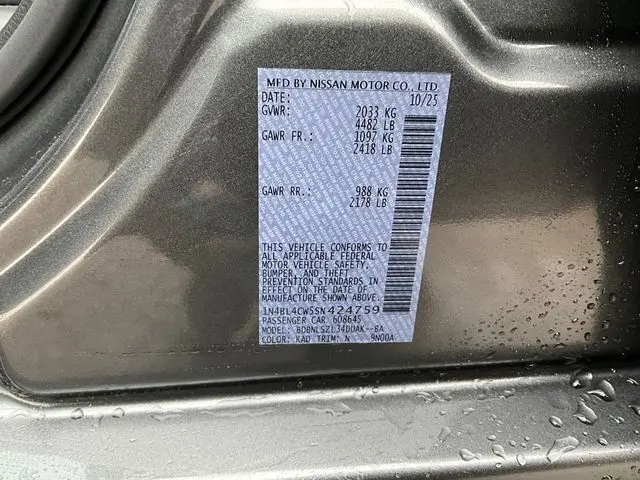 MFD BY NISSAN MOTOR CO., LTD.
DATE: 10/25
GVWR: 2033 KG
4482 LB
GAWR FR.: 1097 KG
2418 LB
GAWR RR.: 988 KG
2178 LB
THIS VEHICLE CONFORMS TO
ALL APPLICABLE FEDERAL
MOTOR VEHICLE SAFETY,
BUMPER, AND THEFT
PREVENTION STANDARDS IN
EFFECT ON THE DATE OF
MANUFACTURE SHOWN ABOVE.
1N4BL4CW5SN424759
PASSENGER CAR 608645
MODEL: BDBNLSZL34DUAK--BA
COLOR: KAD TRIM: N 9N00A